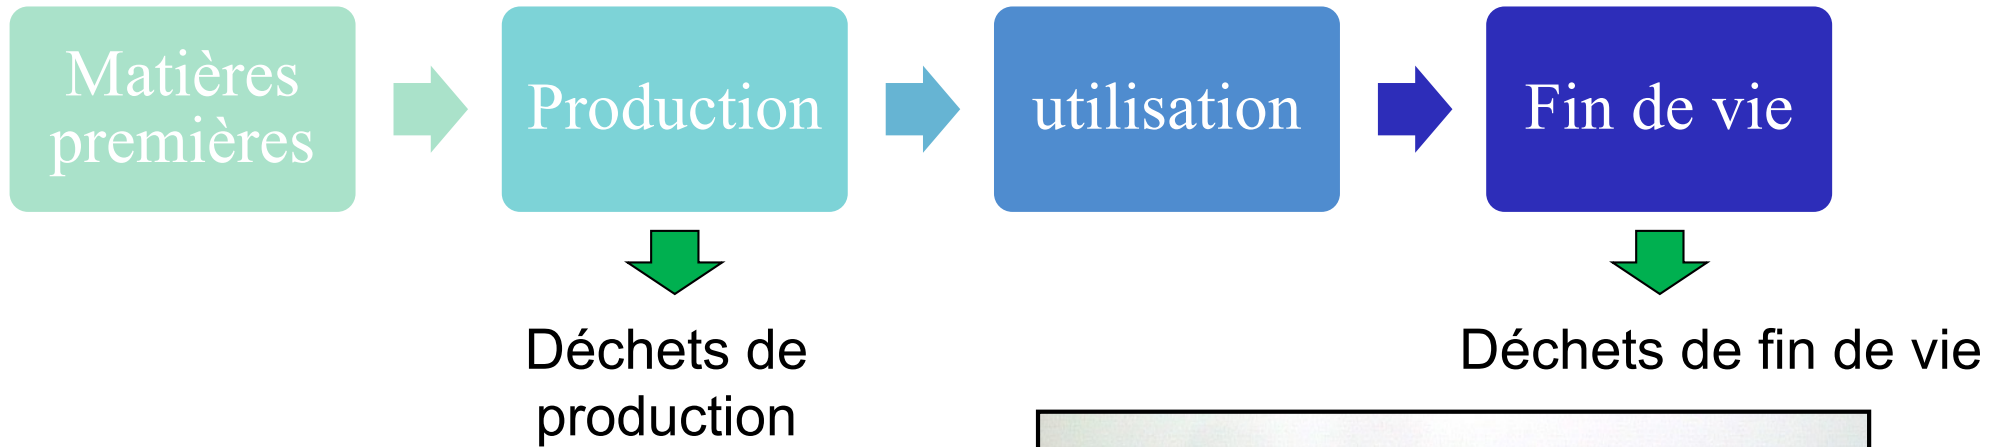 Matières
premières
Production
utilisation
Fin de vie
Déchets de
production
Déchets de fin de vie